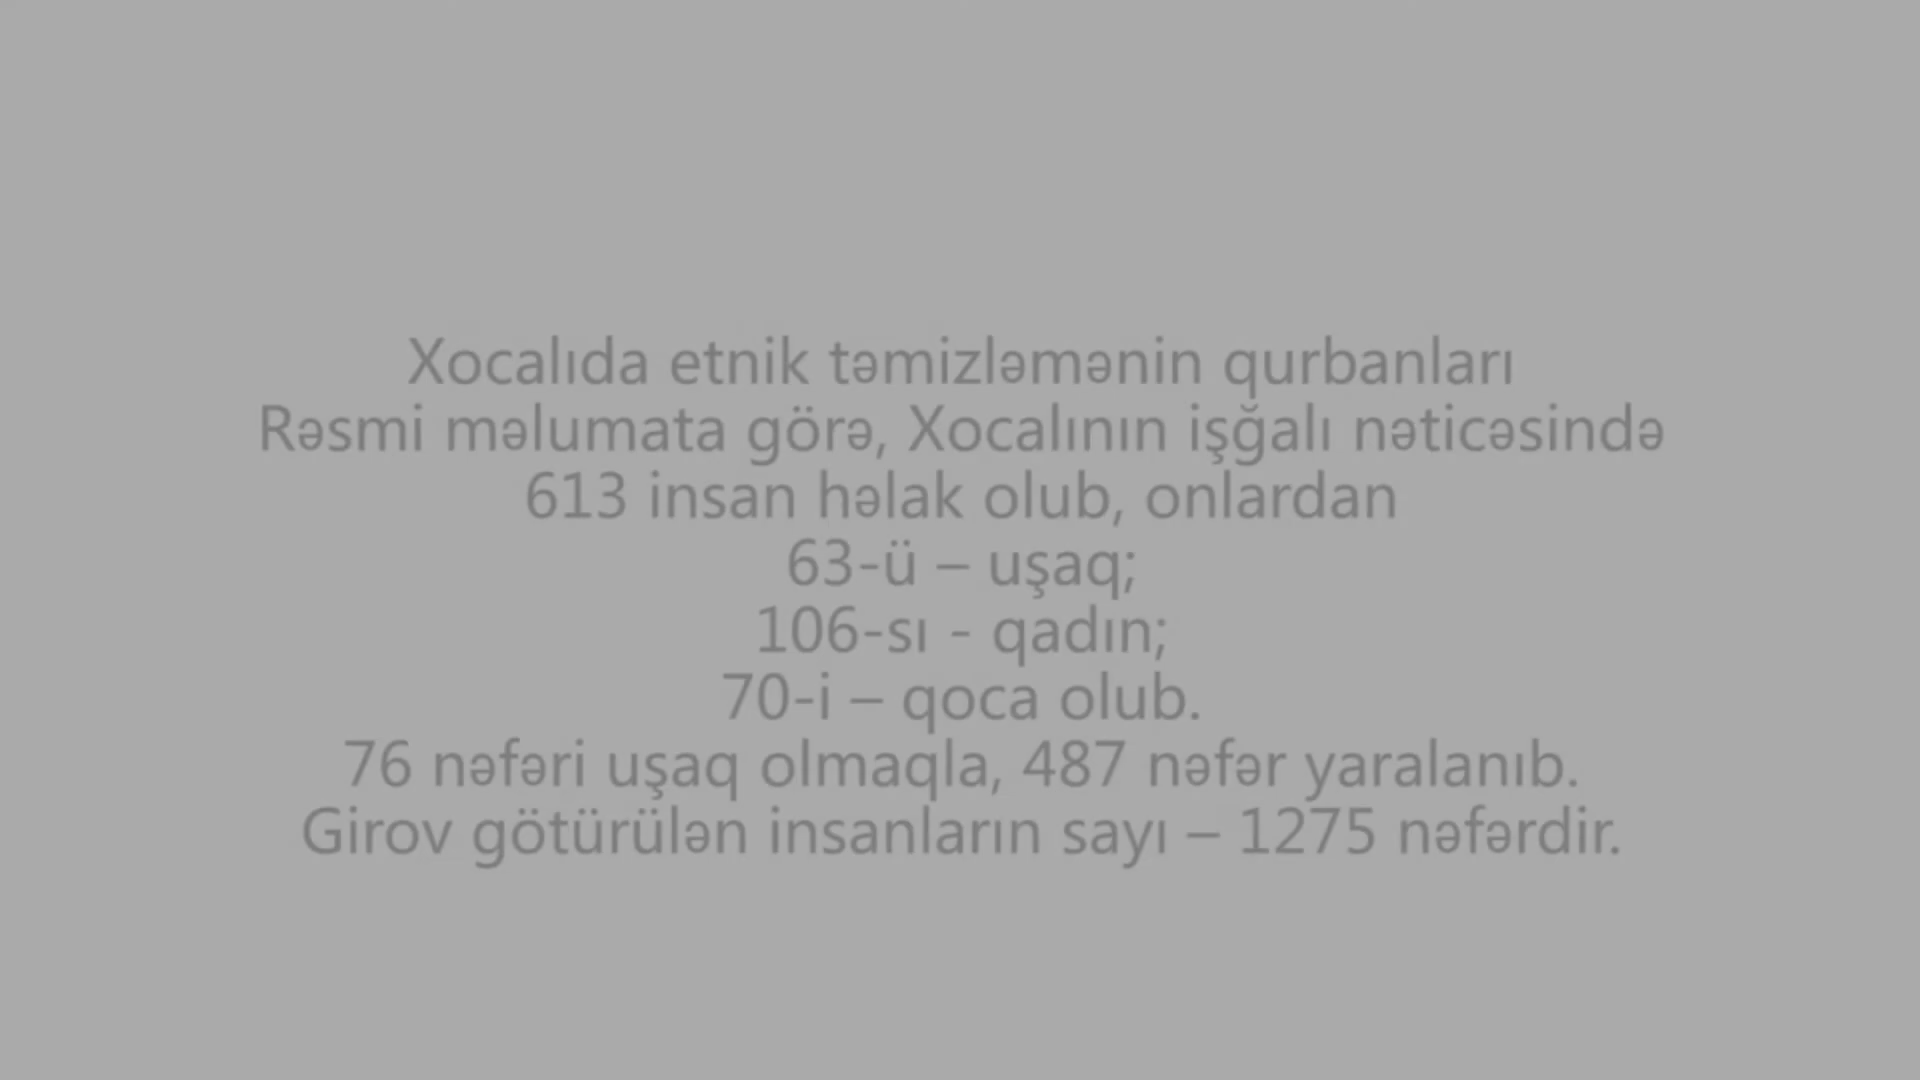 Xocalıda etnik təmizləmənin qurbanları
Rəsmi məlumata görə, Xocalının işğalı nəticəsində
613 insan həlak olub, onlardan
63-ü – uşaq;
106-sı - qadın;
70-i – qoca olub.
76 nəfəri uşaq olmaqla, 487 nəfər yaralanıb.
Girov götürülən insanların sayı – 1275 nəfərdir.